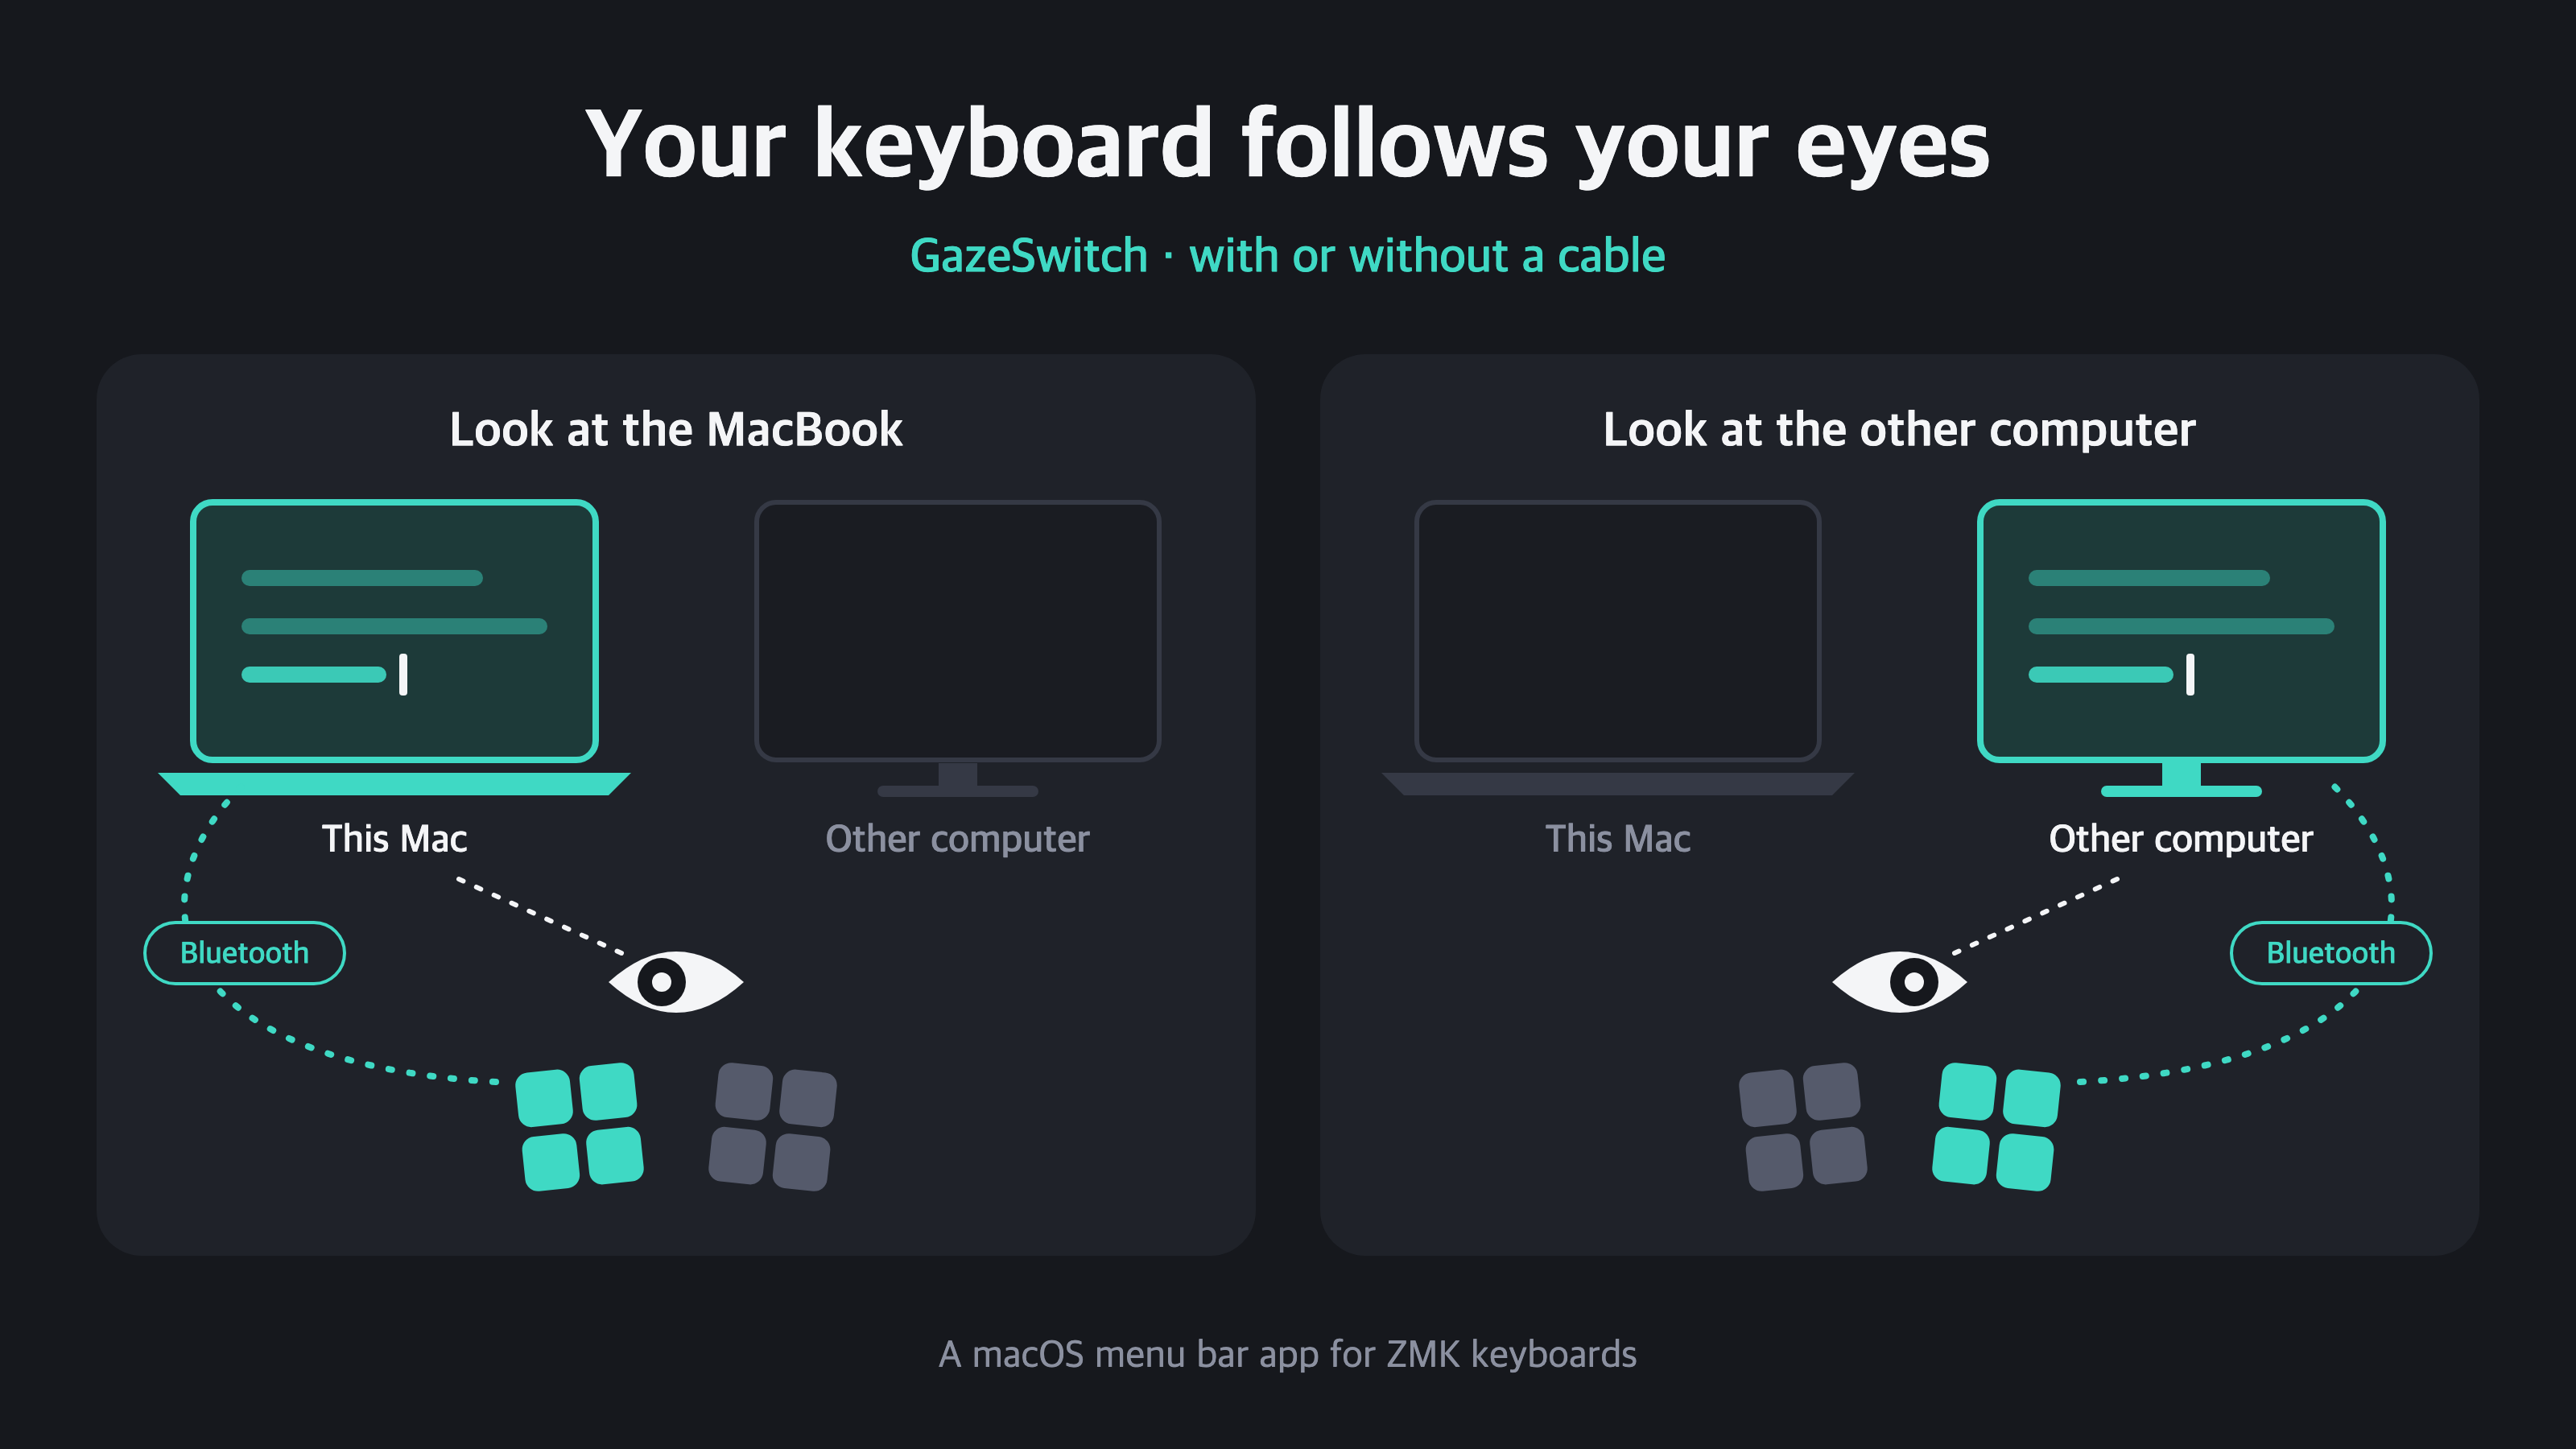 Your keyboard follows your eyes
GazeSwitch · with or without a cable
Look at the MacBook
This Mac
Other computer
Bluetooth
Look at the other computer
This Mac
Other computer
Bluetooth
A macOS menu bar app for ZMK keyboards